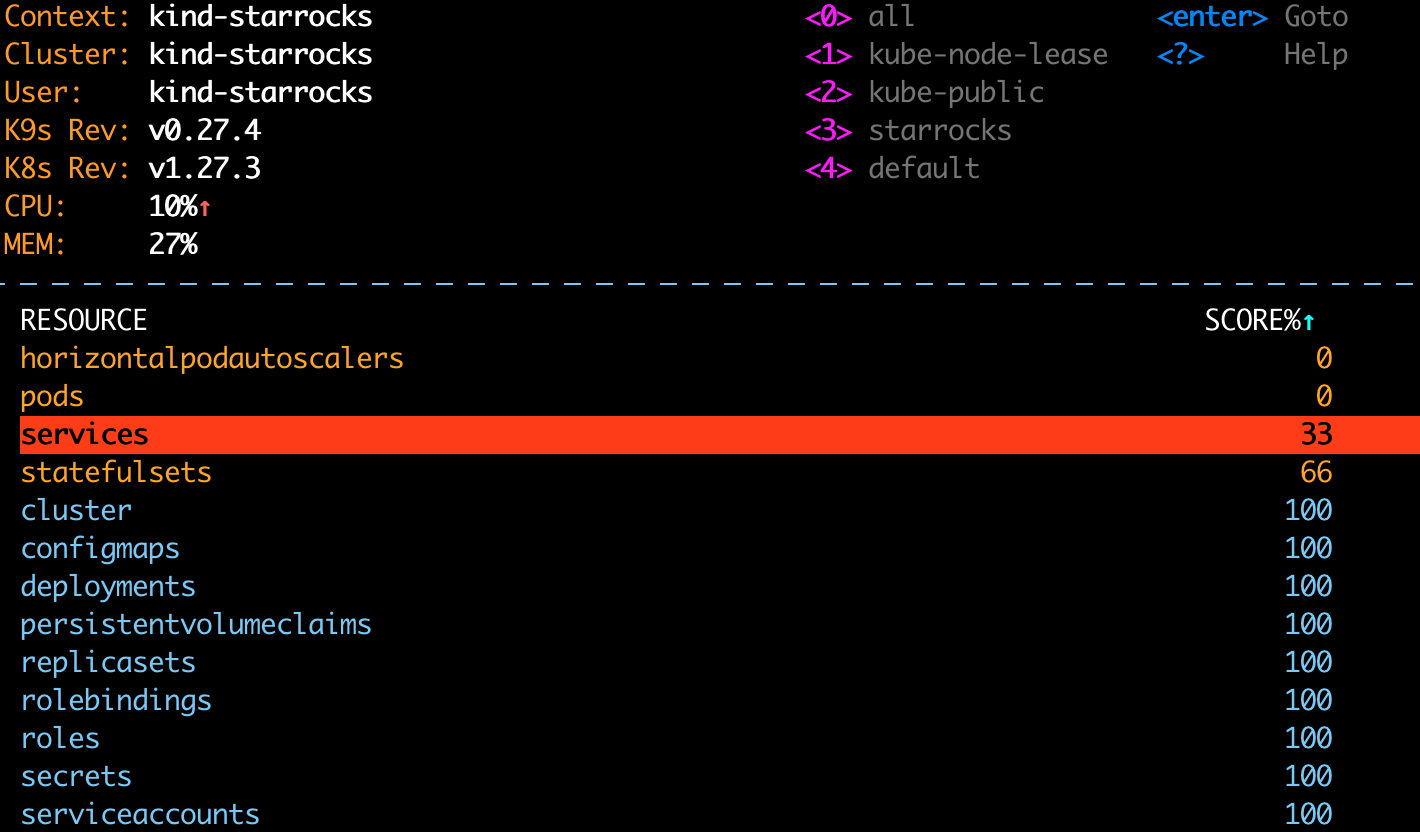 Context: kind-starrocks <0> all <enter> Goto
Cluster: kind-starrocks <1> kube-node-lease <?> Help
User: kind-starrocks <2> kube-public
K9s Rev: v0.27.4 <3> starrocks
K8s Rev: v1.27.3 <4> default
CPU: 10%↑
MEM: 27%
RESOURCE SCORE%↑
horizontalpodautoscalers 0
pods 0
services 33
statefulsets 66
cluster 100
configmaps 100
deployments 100
persistentvolumeclaims 100
replicasets 100
rolebindings 100
roles 100
secrets 100
serviceaccounts 100